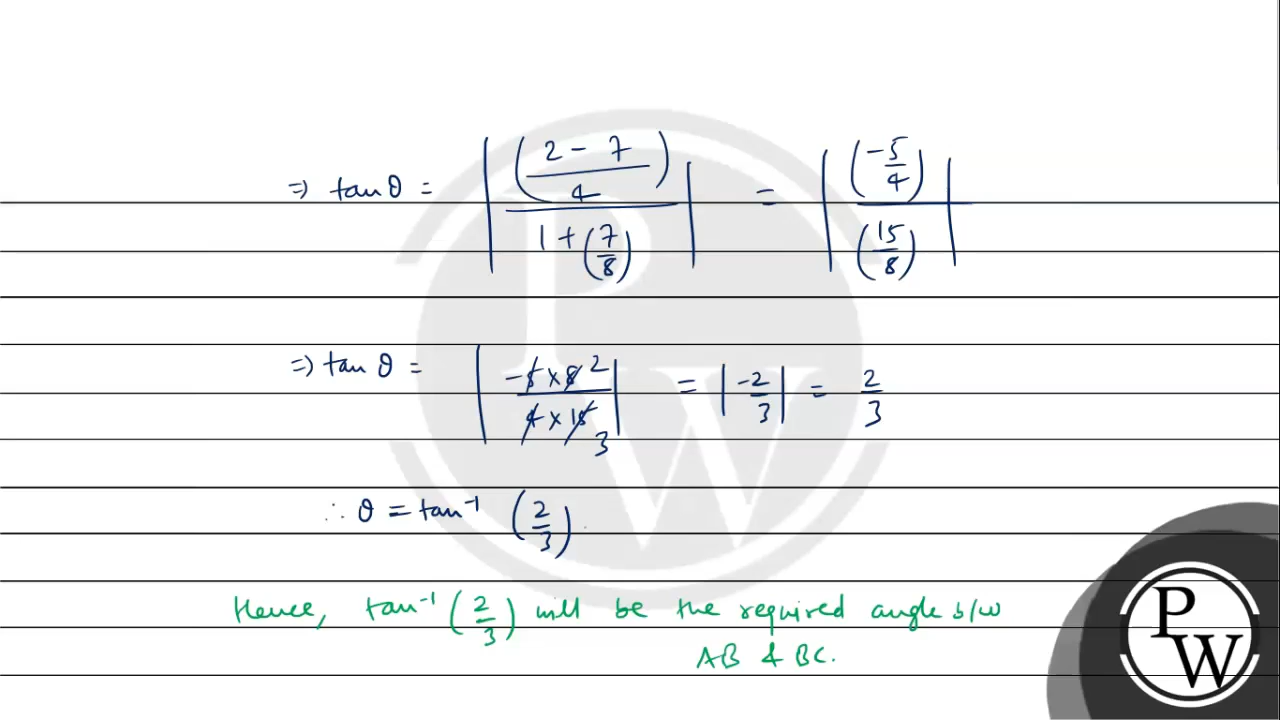 ⇒ tanθ = |((2 - 7)/4) / (1 + (7/8))| = |(-5/4) / (15/8)|
⇒ tan θ = |(-5 × 8 2) / (4 × 15 3)| = |-2/3| = 2/3
∴ θ = tan⁻¹ (2/3)
Hence, tan⁻¹ (2/3) will be the required angle b/w
AB & BC.
PW
PW